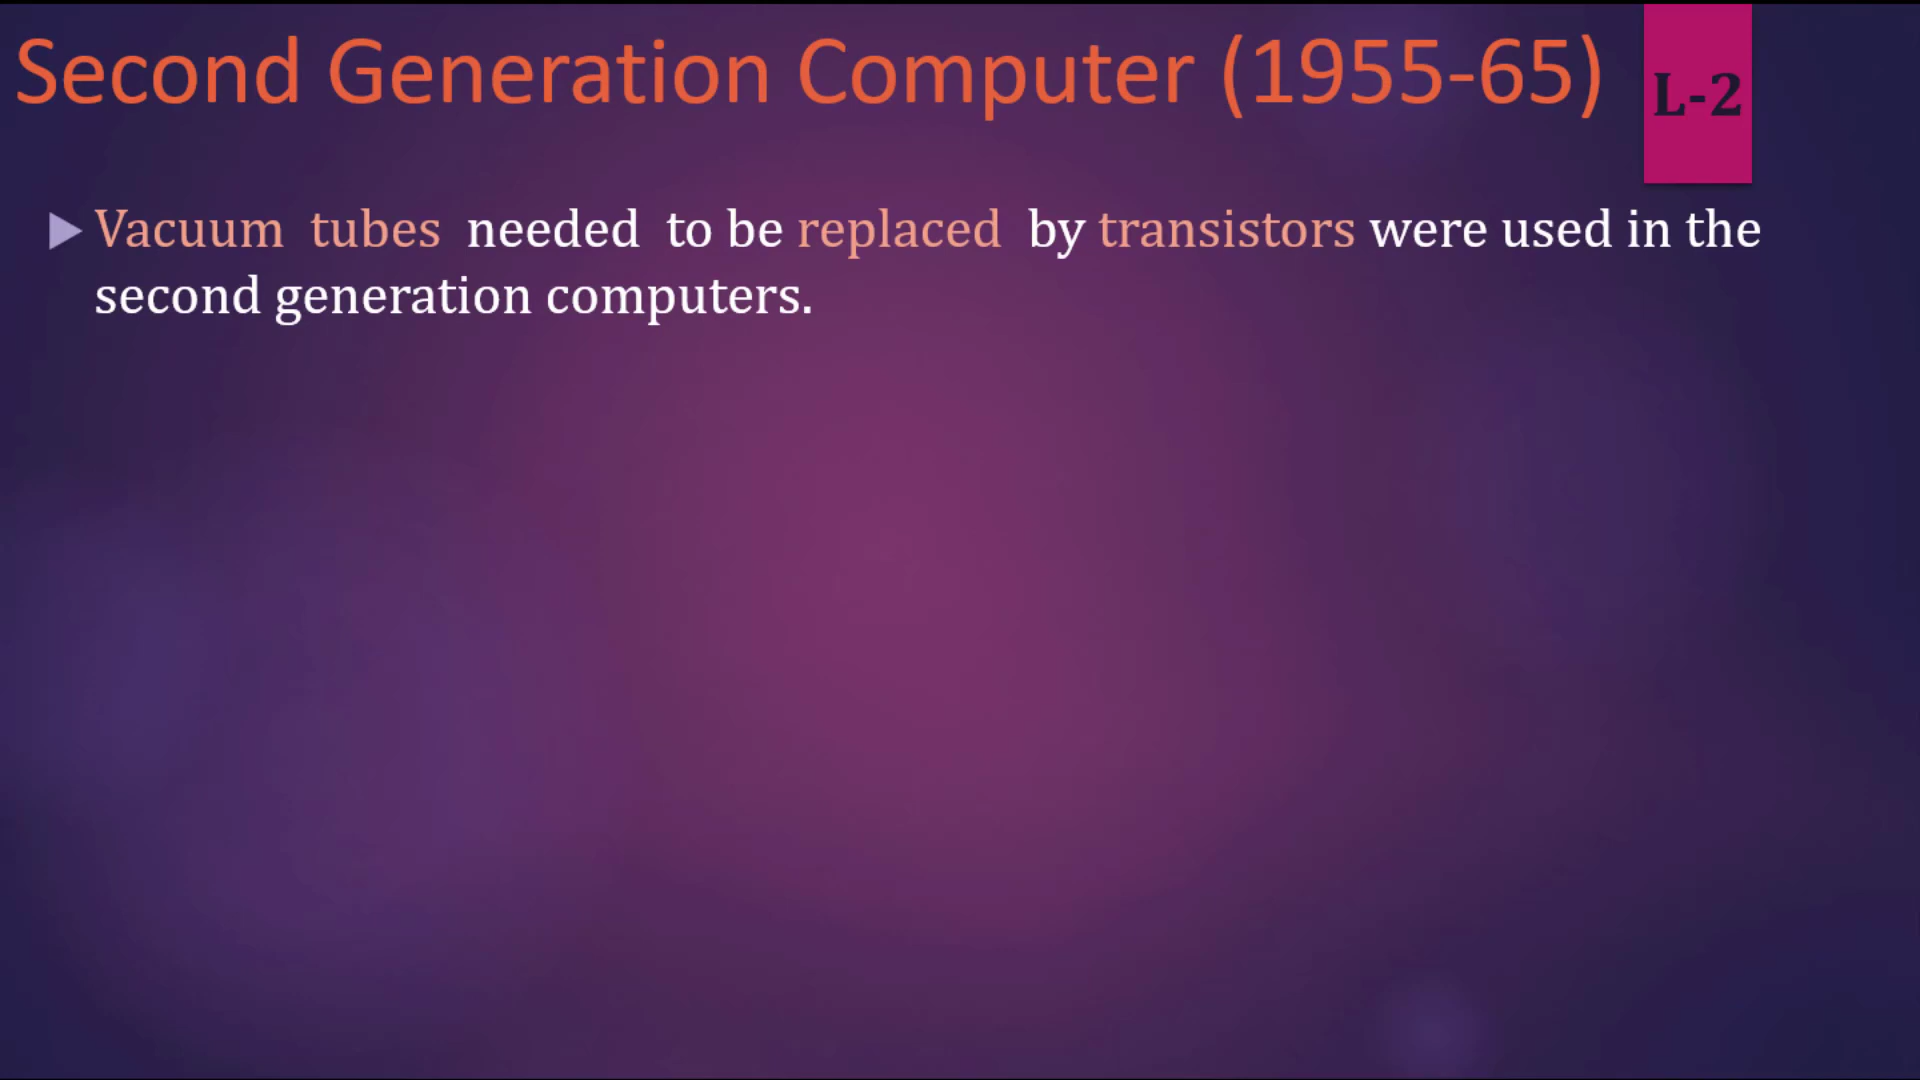 Second Generation Computer (1955-65)
L-2
Vacuum tubes needed to be replaced by transistors were used in the
second generation computers.